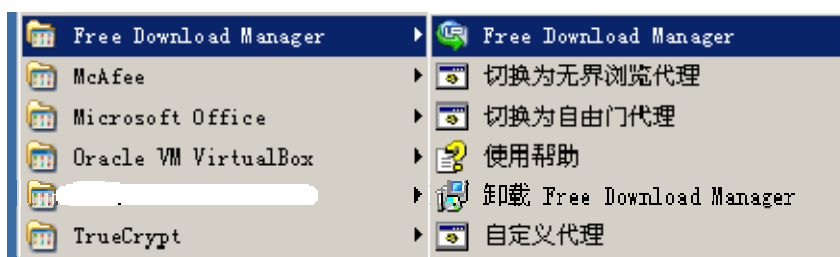 Free Download Manager
McAfee
Microsoft Office
Oracle VM VirtualBox
TrueCrypt
Free Download Manager
切换为无界浏览代理
切换为自由门代理
使用帮助
卸载 Free Download Manager
自定义代理